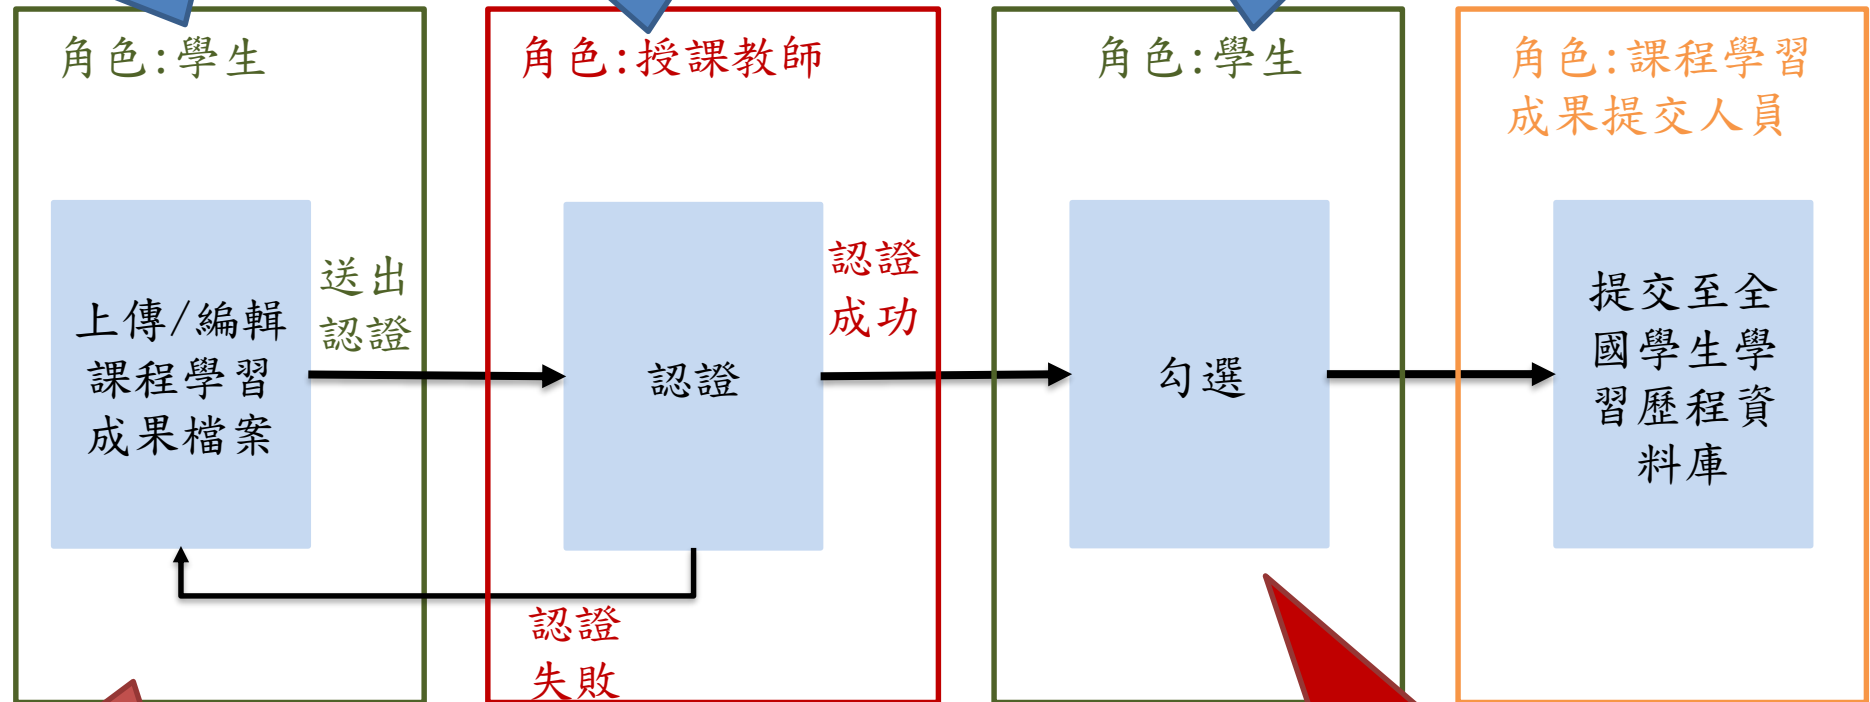 角色:學生
上傳/編輯
課程學習
成果檔案
送出
認證
角色:授課教師
認證
認證
成功
認證
失敗
角色:學生
勾選
角色:課程學習
成果提交人員
提交至全
國學生學
習歷程資
料庫